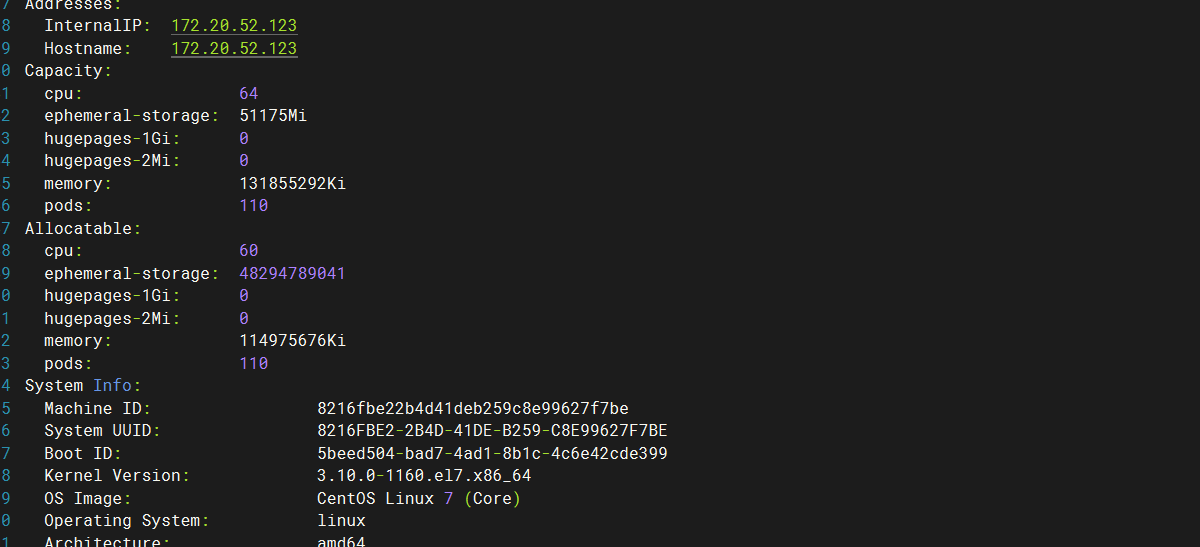 7 Addresses:
8 InternalIP: 172.20.52.123
9 Hostname: 172.20.52.123
0 Capacity:
1 cpu: 64
2 ephemeral-storage: 51175Mi
3 hugepages-1Gi: 0
4 hugepages-2Mi: 0
5 memory: 131855292Ki
6 pods: 110
7 Allocatable:
8 cpu: 60
9 ephemeral-storage: 48294789041
0 hugepages-1Gi: 0
1 hugepages-2Mi: 0
2 memory: 114975676Ki
3 pods: 110
4 System Info:
5 Machine ID: 8216fbe22b4d41deb259c8e99627f7be
6 System UUID: 8216FBE2-2B4D-41DE-B259-C8E99627F7BE
7 Boot ID: 5beed504-bad7-4ad1-8b1c-4c6e42cde399
8 Kernel Version: 3.10.0-1160.el7.x86_64
9 OS Image: CentOS Linux 7 (Core)
0 Operating System: linux
1 Architecture: amd64